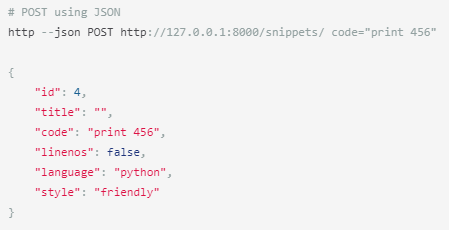 # POST using JSON
http --json POST http://127.0.0.1:8000/snippets/ code="print 456"
{
    "id": 4,
    "title": "",
    "code": "print 456",
    "linenos": false,
    "language": "python",
    "style": "friendly"
}